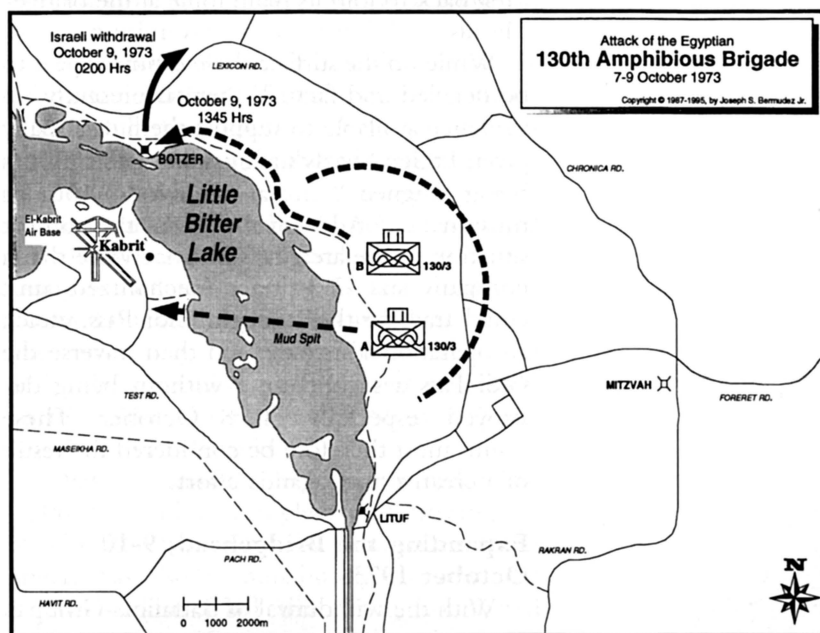 Israeli withdrawal
October 9, 1973
0200 Hrs
Attack of the Egyptian
130th Amphibious Brigade
7-9 October 1973
Copyright © 1987-1995, by Joseph S. Bermudez Jr.
LEXICON RD.
October 9, 1973
1345 Hrs
BOTZER
CHRONICA RD.
Little
Bitter
Lake
El-Kabrit
Air Base
Kabrit
B
130/3
A
130/3
Mud Spit
MITZVAH
TEST RD.
FORERET RD.
MASEIKHA RD.
LITUF
RAKRAN RD.
PACH RD.
N
HAVIT RD.
0 1000 2000m